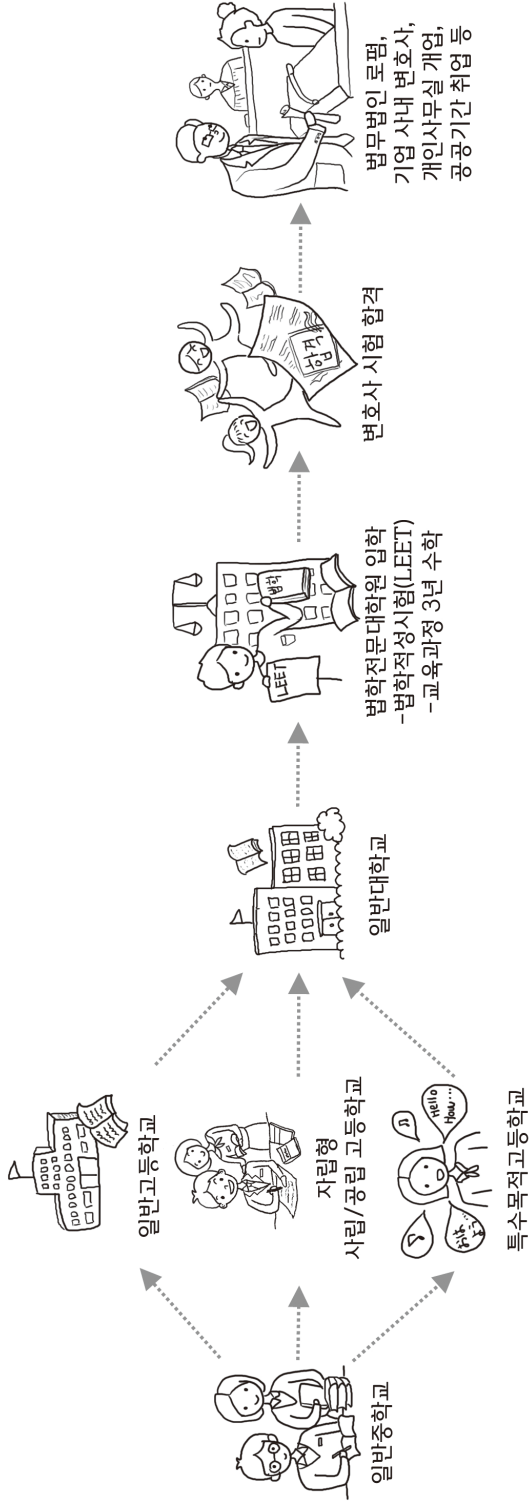 일반중학교
일반고등학교
자립형
사립/공립 고등학교
특수목적고등학교
Hello
How...
일반대학교
LEET
법학
법학전문대학원 입학
-법학적성시험(LEET)
-교육과정 3년 수학
합격
변호사 시험 합격
법무법인 로펌,
기업 사내 변호사,
개인사무실 개업,
공공기간 취업 등